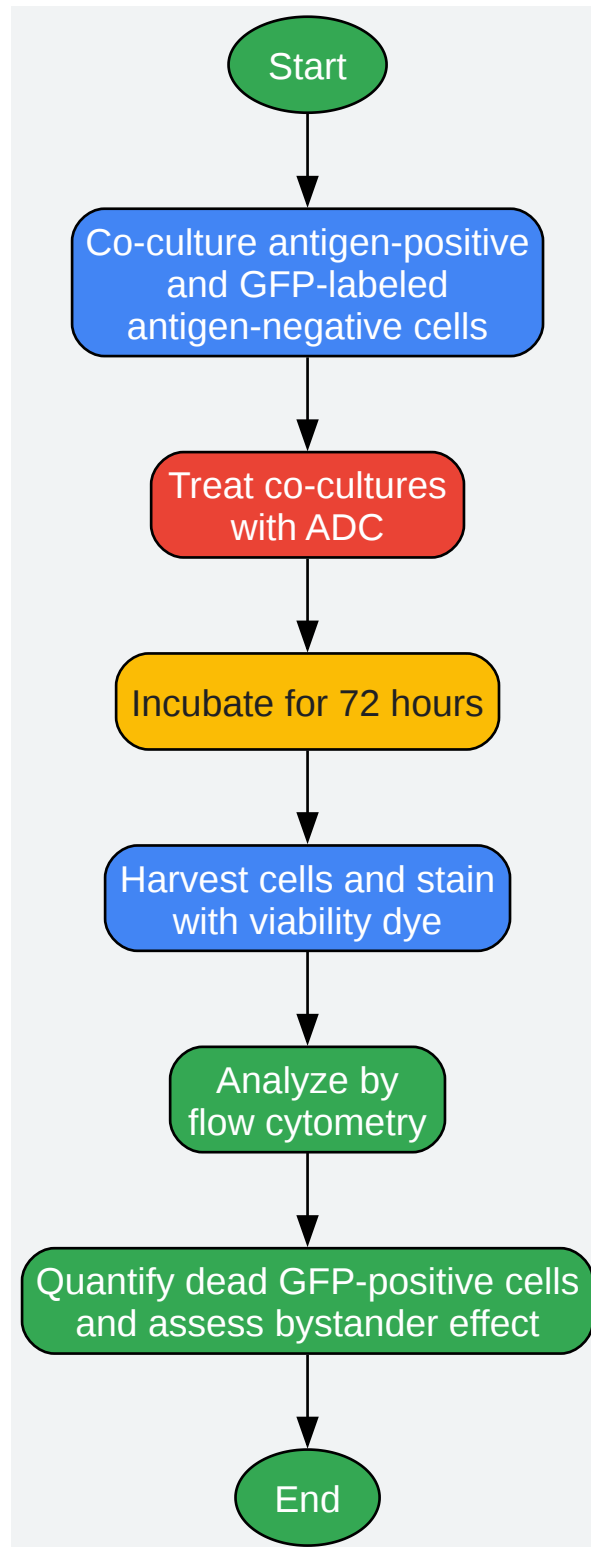 Start
Co-culture antigen-positive
and GFP-labeled
antigen-negative cells
Treat co-cultures
with ADC
Incubate for 72 hours
Harvest cells and stain
with viability dye
Analyze by
flow cytometry
Quantify dead GFP-positive cells
and assess bystander effect
End